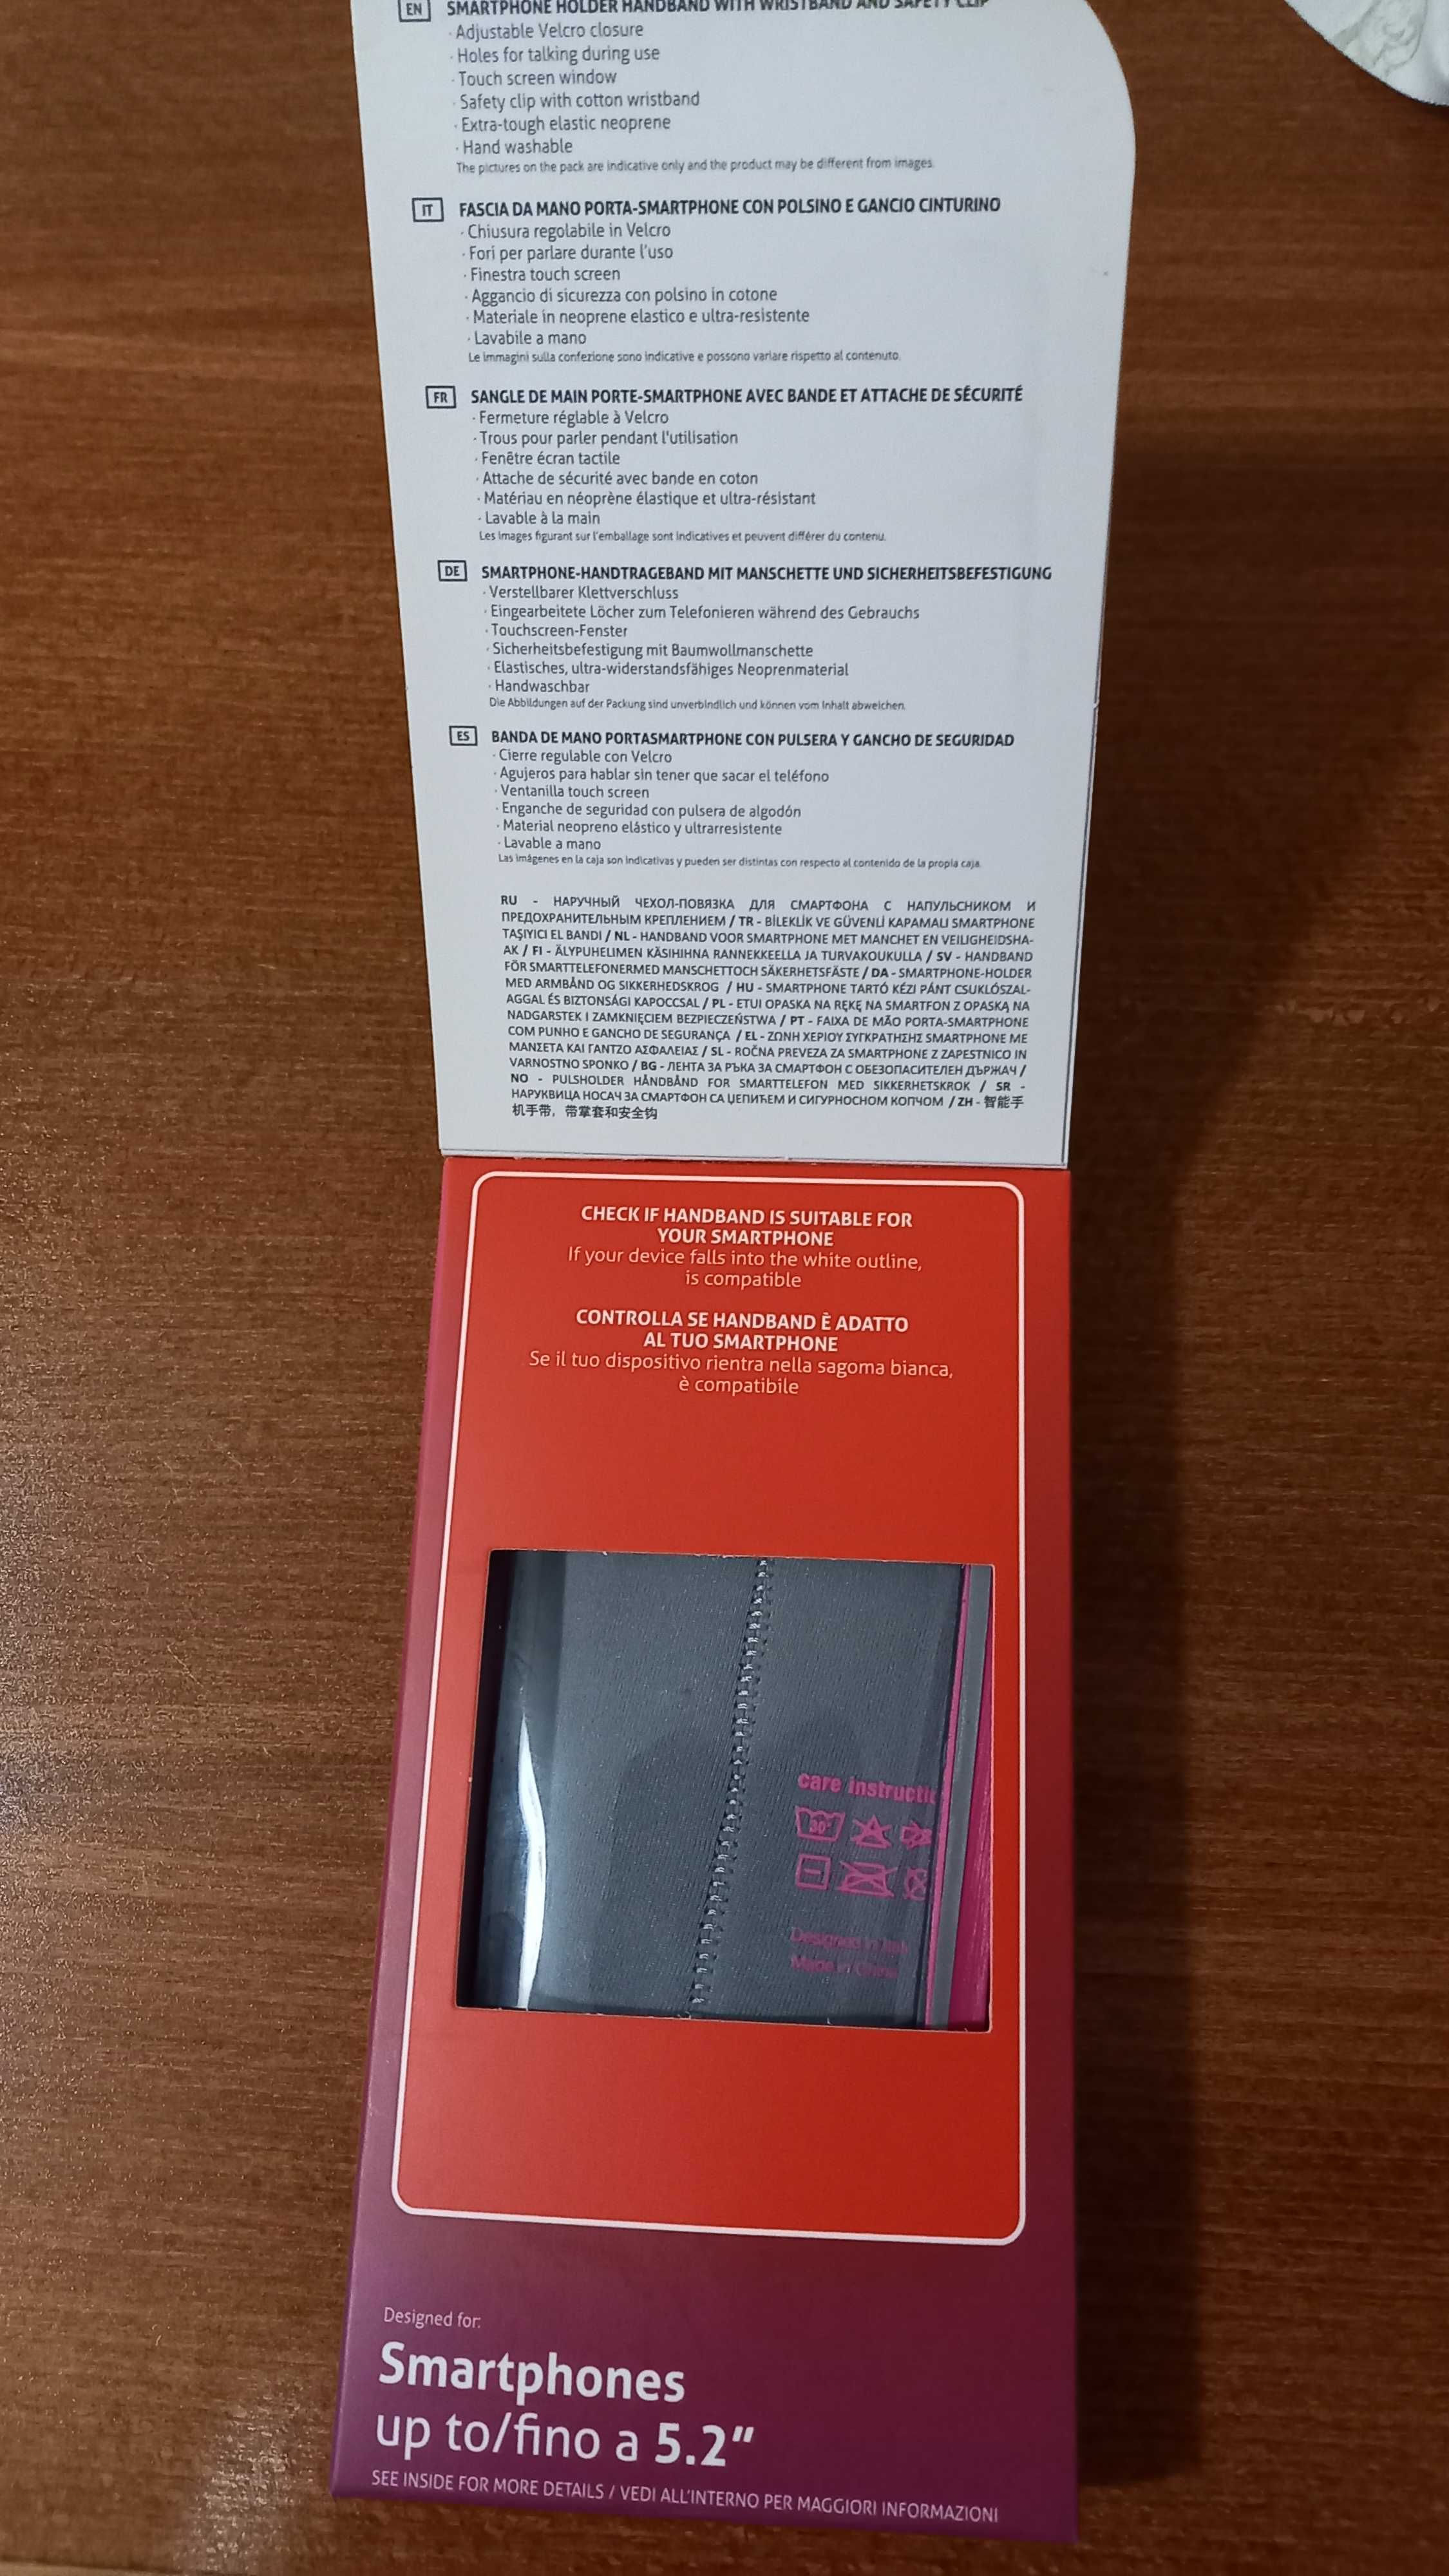 EN SMARTPHONE HOLDER HANDBAND WITH WRISTBAND AND SAFETY CLIP
· Adjustable Velcro closure
· Holes for talking during use
· Touch screen window
· Safety clip with cotton wristband
· Extra-tough elastic neoprene
· Hand washable
The pictures on the pack are indicative only and the product may be different from images.
IT FASCIA DA MANO PORTA-SMARTPHONE CON POLSINO E GANCIO CINTURINO
· Chiusura regolabile in Velcro
· Fori per parlare durante l'uso
· Finestra touch screen
· Aggancio di sicurezza con polsino in cotone
· Materiale in neoprene elastico e ultra-resistente
· Lavabile a mano
Le immagini sulla confezione sono indicative e possono variare rispetto al contenuto.
FR SANGLE DE MAIN PORTE-SMARTPHONE AVEC BANDE ET ATTACHE DE SÉCURITÉ
· Fermeture réglable à Velcro
· Trous pour parler pendant l'utilisation
· Fenêtre écran tactile
· Attache de sécurité avec bande en coton
· Matériau en néoprène élastique et ultra-résistant
· Lavable à la main
Les images figurant sur l'emballage sont indicatives et peuvent différer du contenu.
DE SMARTPHONE-HANDTRAGEBAND MIT MANSCHETTE UND SICHERHEITSBEFESTIGUNG
· Verstellbarer Klettverschluss
· Eingearbeitete Löcher zum Telefonieren während des Gebrauchs
· Touchscreen-Fenster
· Sicherheitsbefestigung mit Baumwollmanschette
· Elastisches, ultra-widerstandsfähiges Neoprenmaterial
· Handwaschbar
Die Abbildungen auf der Packung sind unverbindlich und können vom Inhalt abweichen.
ES BANDA DE MANO PORTASMARTPHONE CON PULSERA Y GANCHO DE SEGURIDAD
· Cierre regulable con Velcro
· Agujeros para hablar sin tener que sacar el teléfono
· Ventanilla touch screen
· Enganche de seguridad con pulsera de algodón
· Material neopreno elástico y ultrarresistente
· Lavable a mano
Las imágenes en la caja son indicativas y pueden ser distintas con respecto al contenido de la propia caja.
RU - НАРУЧНЫЙ ЧЕХОЛ-ПОВЯЗКА ДЛЯ СМАРТФОНА С НАПУЛЬСНИКОМ И
ПРЕДОХРАНИТЕЛЬНЫМ КРЕПЛЕНИЕМ / TR - BİLEKLİK VE GÜVENLİ KAPAMALI SMARTPHONE
TAŞIYICI EL BANDI / NL - HANDBAND VOOR SMARTPHONE MET MANCHET EN VEILIGHEIDSHA-
AK / FI - ÄLYPUHELIMEN KÄSIHIHNA RANNEKKEELLA JA TURVAKOUKULLA / SV - HANDBAND
FÖR SMARTTELEFONERMED MANSCHETTOCH SÄKERHETSFÄSTE / DA - SMARTPHONE-HOLDER
MED ARMBÅND OG SIKKERHEDSKROG / HU - SMARTPHONE TARTÓ KÉZI PÁNT CSUKLÓSZAL-
AGGAL ÉS BIZTONSÁGI KAPOCCSAL / PL - ETUI OPASKA NA RĘKĘ NA SMARTFON Z OPASKĄ NA
NADGARSTEK I ZAMKNIĘCIEM BEZPIECZEŃSTWA / PT - FAIXA DE MÃO PORTA-SMARTPHONE
COM PUNHO E GANCHO DE SEGURANÇA / EL - ΖΩΝΗ ΧΕΡΙΟΥ ΣΥΓΚΡΑΤΗΣΗΣ SMARTPHONE ΜΕ
ΜΑΝΣΕΤΑ ΚΑΙ ΓΑΝΤΖΟ ΑΣΦΑΛΕΙΑΣ / SL - ROČNA PREVEZA ZA SMARTPHONE Z ZAPESTNICO IN
VARNOSTNO SPONKO / BG - ЛЕНТА ЗА РЪКА ЗА СМАРТФОН С ОБЕЗОПАСИТЕЛЕН ДЪРЖАЧ /
NO - PULSHOLDER HÅNDBÅND FOR SMARTTELEFON MED SIKKERHETSKROK / SR -
НАРУКВИЦА НОСАЧ ЗА СМАРТФОН СА ЏЕПИЋЕМ И СИГУРНОСНОМ КОПЧОМ / ZH - 智能手
机手带，带掌套和安全钩
CHECK IF HANDBAND IS SUITABLE FOR
YOUR SMARTPHONE
If your device falls into the white outline,
is compatible
CONTROLLA SE HANDBAND È ADATTO
AL TUO SMARTPHONE
Se il tuo dispositivo rientra nella sagoma bianca,
è compatibile
care instructio
30°
Designed in
Made in China
Designed for:
Smartphones
up to/fino a 5.2"
SEE INSIDE FOR MORE DETAILS / VEDI ALL'INTERNO PER MAGGIORI INFORMAZIONI